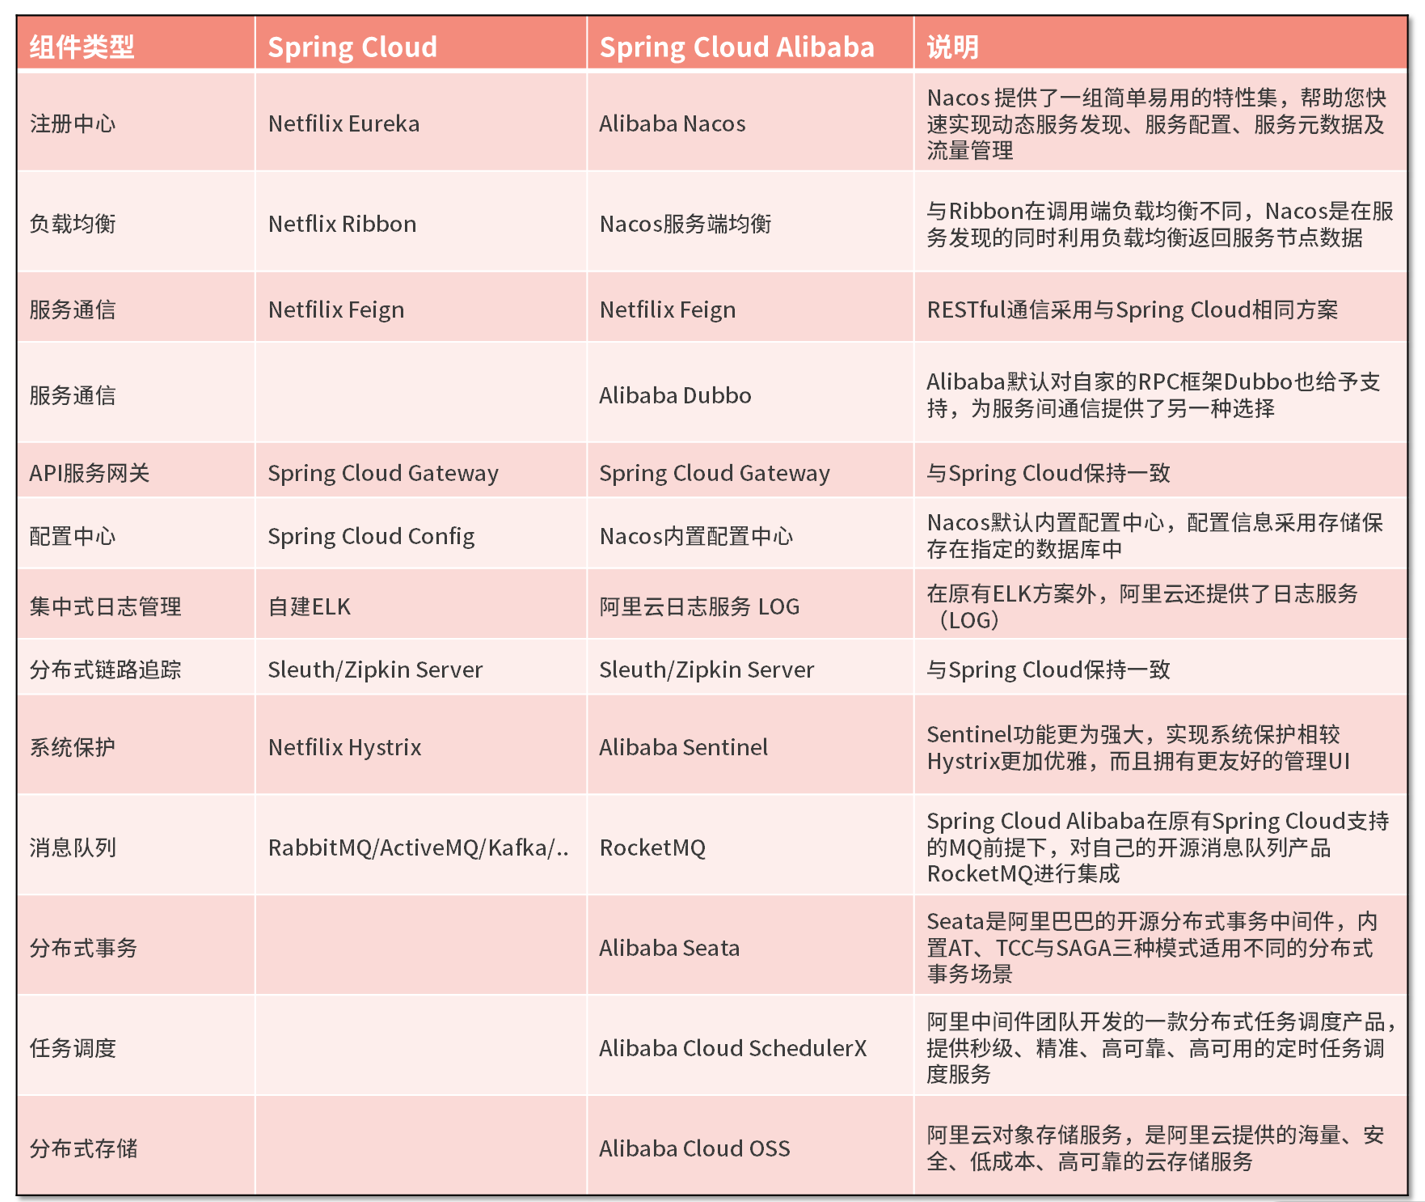 组件类型
Spring Cloud
Spring Cloud Alibaba
说明
注册中心
Netfilix Eureka
Alibaba Nacos
Nacos 提供了一组简单易用的特性集，帮助您快
速实现动态服务发现、服务配置、服务元数据及
流量管理
负载均衡
Netflix Ribbon
Nacos服务端均衡
与Ribbon在调用端负载均衡不同，Nacos是在服
务发现的同时利用负载均衡返回服务节点数据
服务通信
Netfilix Feign
Netfilix Feign
RESTful通信采用与Spring Cloud相同方案
服务通信
Alibaba Dubbo
Alibaba默认对自家的RPC框架Dubbo也给予支
持，为服务间通信提供了另一种选择
API服务网关
Spring Cloud Gateway
Spring Cloud Gateway
与Spring Cloud保持一致
配置中心
Spring Cloud Config
Nacos内置配置中心
Nacos默认内置配置中心，配置信息采用存储保
存在指定的数据库中
集中式日志管理
自建ELK
阿里云日志服务 LOG
在原有ELK方案外，阿里云还提供了日志服务
（LOG）
分布式链路追踪
Sleuth/Zipkin Server
Sleuth/Zipkin Server
与Spring Cloud保持一致
系统保护
Netfilix Hystrix
Alibaba Sentinel
Sentinel功能更为强大，实现系统保护相较
Hystrix更加优雅，而且拥有更友好的管理UI
消息队列
RabbitMQ/ActiveMQ/Kafka/..
RocketMQ
Spring Cloud Alibaba在原有Spring Cloud支持
的MQ前提下，对自己的开源消息队列产品
RocketMQ进行集成
分布式事务
Alibaba Seata
Seata是阿里巴巴的开源分布式事务中间件，内
置AT、TCC与SAGA三种模式适用不同的分布式
事务场景
任务调度
Alibaba Cloud SchedulerX
阿里中间件团队开发的一款分布式任务调度产品，
提供秒级、精准、高可靠、高可用的定时任务调
度服务
分布式存储
Alibaba Cloud OSS
阿里云对象存储服务，是阿里云提供的海量、安
全、低成本、高可靠的云存储服务